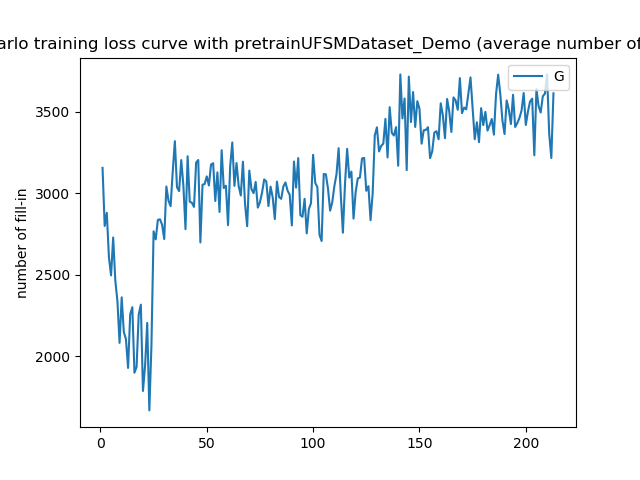 arlo training loss curve with pretrainUFSMDataset_Demo (average number of
G
number of fill-in
3500
3000
2500
2000
0 50 100 150 200